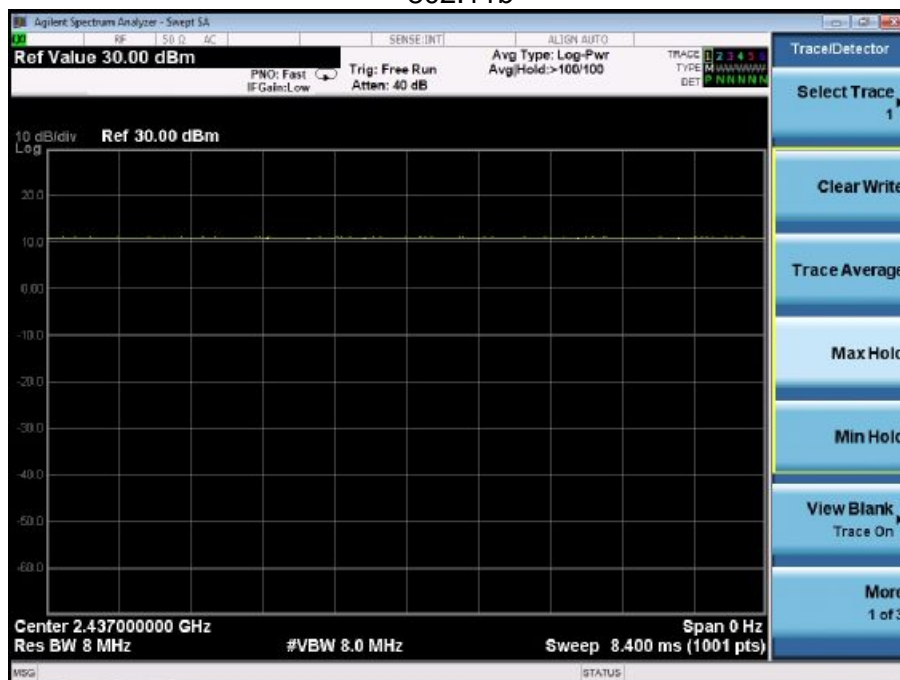 802.11b
Agilent Spectrum Analyzer - Swept SA
RF 50 Ω AC SENSE:INT ALIGN AUTO
Ref Value 30.00 dBm
PNO: Fast
IFGain:Low
Trig: Free Run
Atten: 40 dB
Avg Type: Log-Pwr
Avg|Hold:>100/100
TRACE 1 2 3 4 5 6
TYPE M W W W W W
DET P N N N N N
Trace/Detector
Select Trace
1
Clear Write
Trace Average
Max Hold
Min Hold
View Blank
Trace On
More
1 of 3
10 dB/div Ref 30.00 dBm
Log
20.0
10.0
0.00
-10.0
-20.0
-30.0
-40.0
-50.0
-60.0
Center 2.437000000 GHz Span 0 Hz
Res BW 8 MHz #VBW 8.0 MHz Sweep 8.400 ms (1001 pts)
MSG STATUS